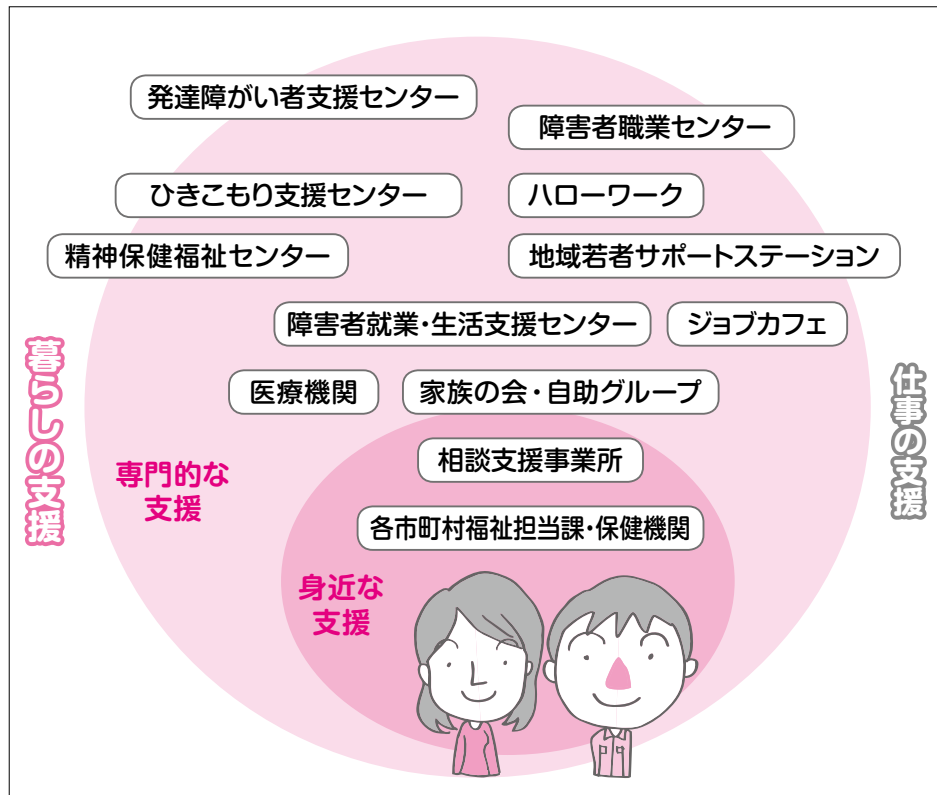 発達障がい者支援センター
障害者職業センター
ひきこもり支援センター
ハローワーク
精神保健福祉センター
地域若者サポートステーション
障害者就業・生活支援センター
ジョブカフェ
暮らしの支援
仕事の支援
医療機関
家族の会・自助グループ
専門的な
支援
相談支援事業所
各市町村福祉担当課・保健機関
身近な
支援